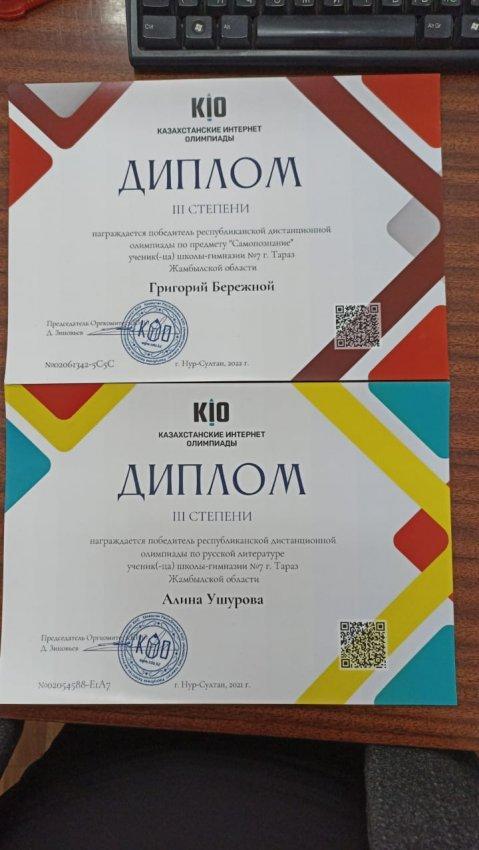 KIO
КАЗАХСТАНСКИЕ ИНТЕРНЕТ
ОЛИМПИАДЫ
ДИПЛОМ
III СТЕПЕНИ
награждается победитель республиканской дистанционной
олимпиады по предмету "Самопознание"
ученик(-ца) школы-гимназии №7 г. Тараз
Жамбылской области
Григорий Бережной
Председатель Оргкомитета
Д. Зиновьев
№02061342-5C5C
г. Нур-Султан, 2022 г.
KIO
КАЗАХСТАНСКИЕ ИНТЕРНЕТ
ОЛИМПИАДЫ
ДИПЛОМ
III СТЕПЕНИ
награждается победитель республиканской дистанционной
олимпиады по русской литературе
ученик(-ца) школы-гимназии №7 г. Тараз
Жамбылской области
Алина Ушурова
Председатель Оргкомитета
Д. Зиновьев
№02054588-E1A7
г. Нур-Султан, 2021 г.